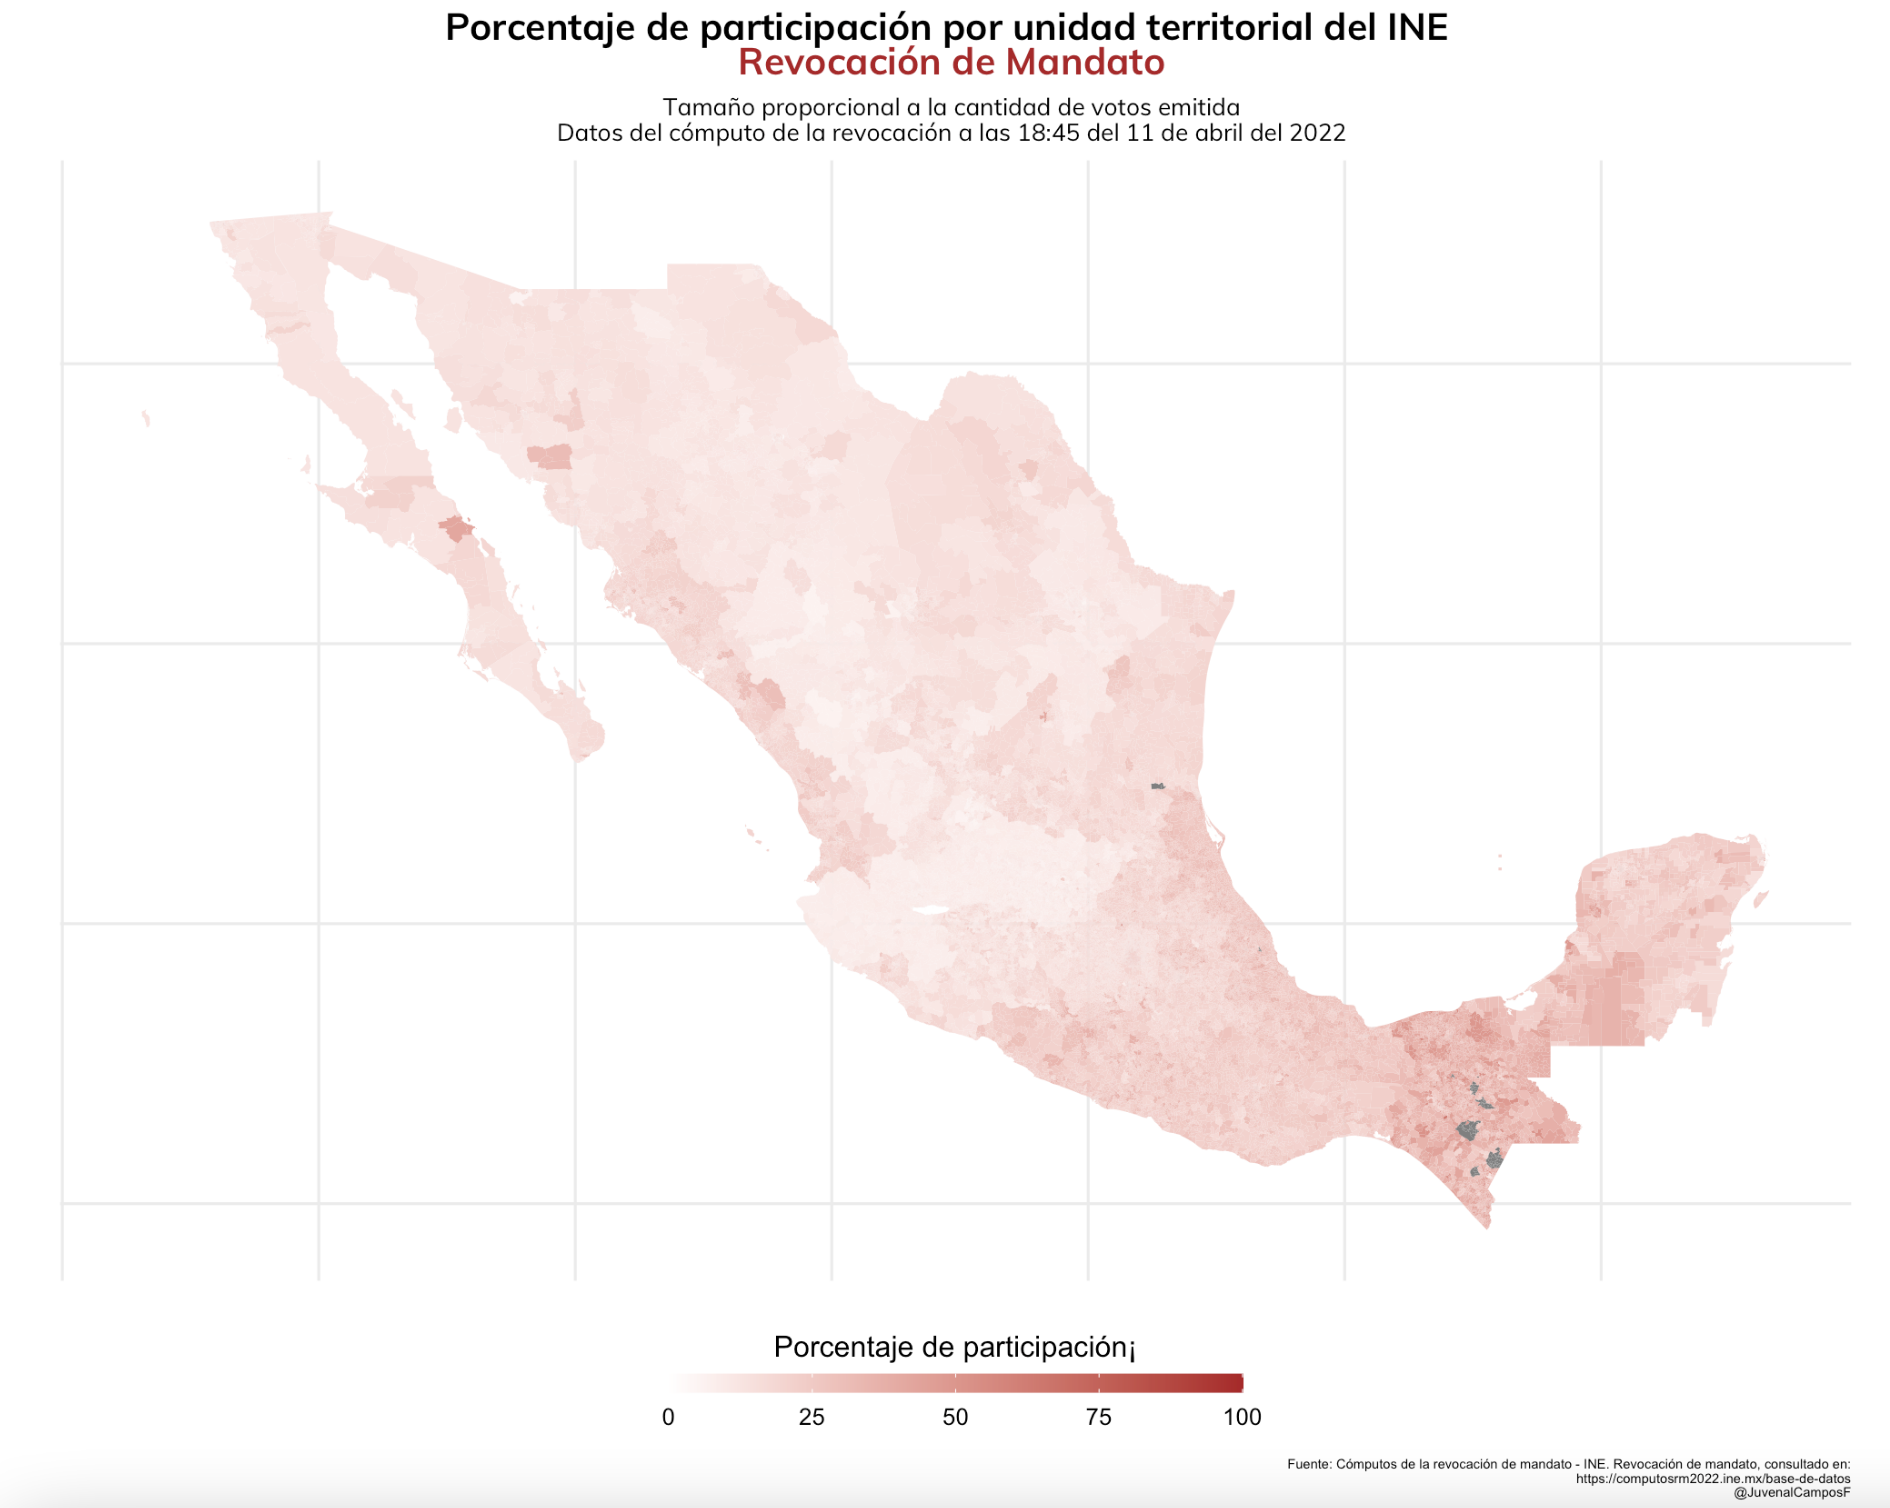 Porcentaje de participación por unidad territorial del INE
Revocación de Mandato
Tamaño proporcional a la cantidad de votos emitida
Datos del cómputo de la revocación a las 18:45 del 11 de abril del 2022
Porcentaje de participación¡
0 25 50 75 100
Fuente: Cómputos de la revocación de mandato - INE. Revocación de mandato, consultado en:
https://computosrm2022.ine.mx/base-de-datos
@JuvenalCamposF